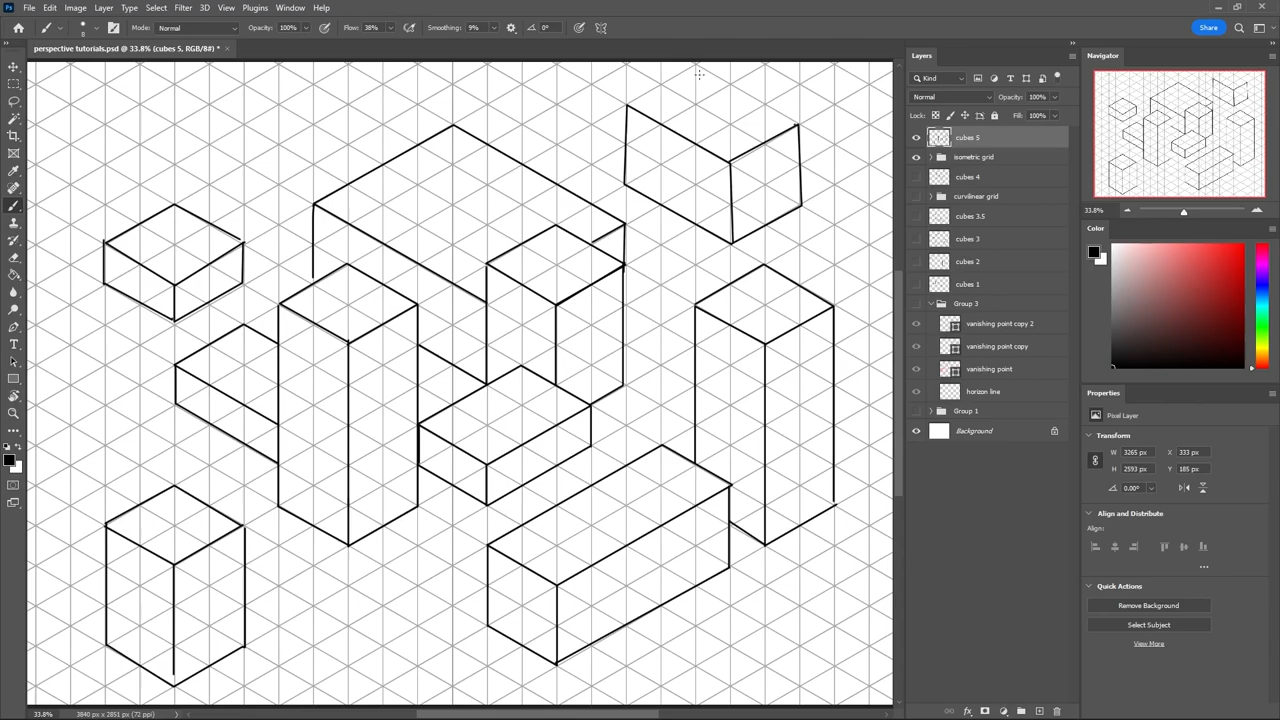 Ps File Edit Image Layer Type Select Filter 3D View Plugins Window Help
8 Mode: Normal Opacity: 100% Flow: 38% Smoothing: 9% 0° Share
perspective tutorials.psd @ 33.8% (cubes 5, RGB/8#) * ×
Layers
Kind
Normal Opacity: 100%
Lock: Fill: 100%
cubes 5
isometric grid
cubes 4
curvilinear grid
cubes 3.5
cubes 3
cubes 2
cubes 1
Group 3
vanishing point copy 2
vanishing point copy
vanishing point
horizon line
Group 1
Background
Navigator
33.8%
Color
Properties
Pixel Layer
Transform
W 3265 px X 333 px
H 2593 px Y 185 px
0.00°
Align and Distribute
Align:
Quick Actions
Remove Background
Select Subject
View More
33.8% 3840 px x 2851 px (72 ppi)
fx